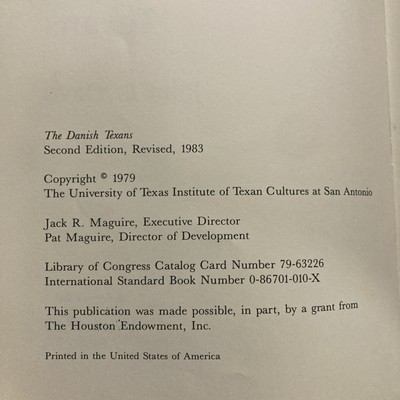 The Danish Texans
Second Edition, Revised, 1983
Copyright © 1979
The University of Texas Institute of Texan Cultures at San Antonio
Jack R. Maguire, Executive Director
Pat Maguire, Director of Development
Library of Congress Catalog Card Number 79-63226
International Standard Book Number 0-86701-010-X
This publication was made possible, in part, by a grant from
The Houston Endowment, Inc.
Printed in the United States of America